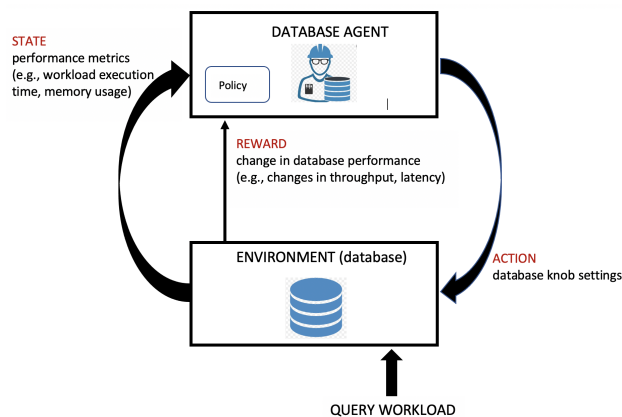 DATABASE AGENT
Policy
STATE
performance metrics
(e.g., workload execution
time, memory usage)
REWARD
change in database performance
(e.g., changes in throughput, latency)
ENVIRONMENT (database)
ACTION
database knob settings
QUERY WORKLOAD